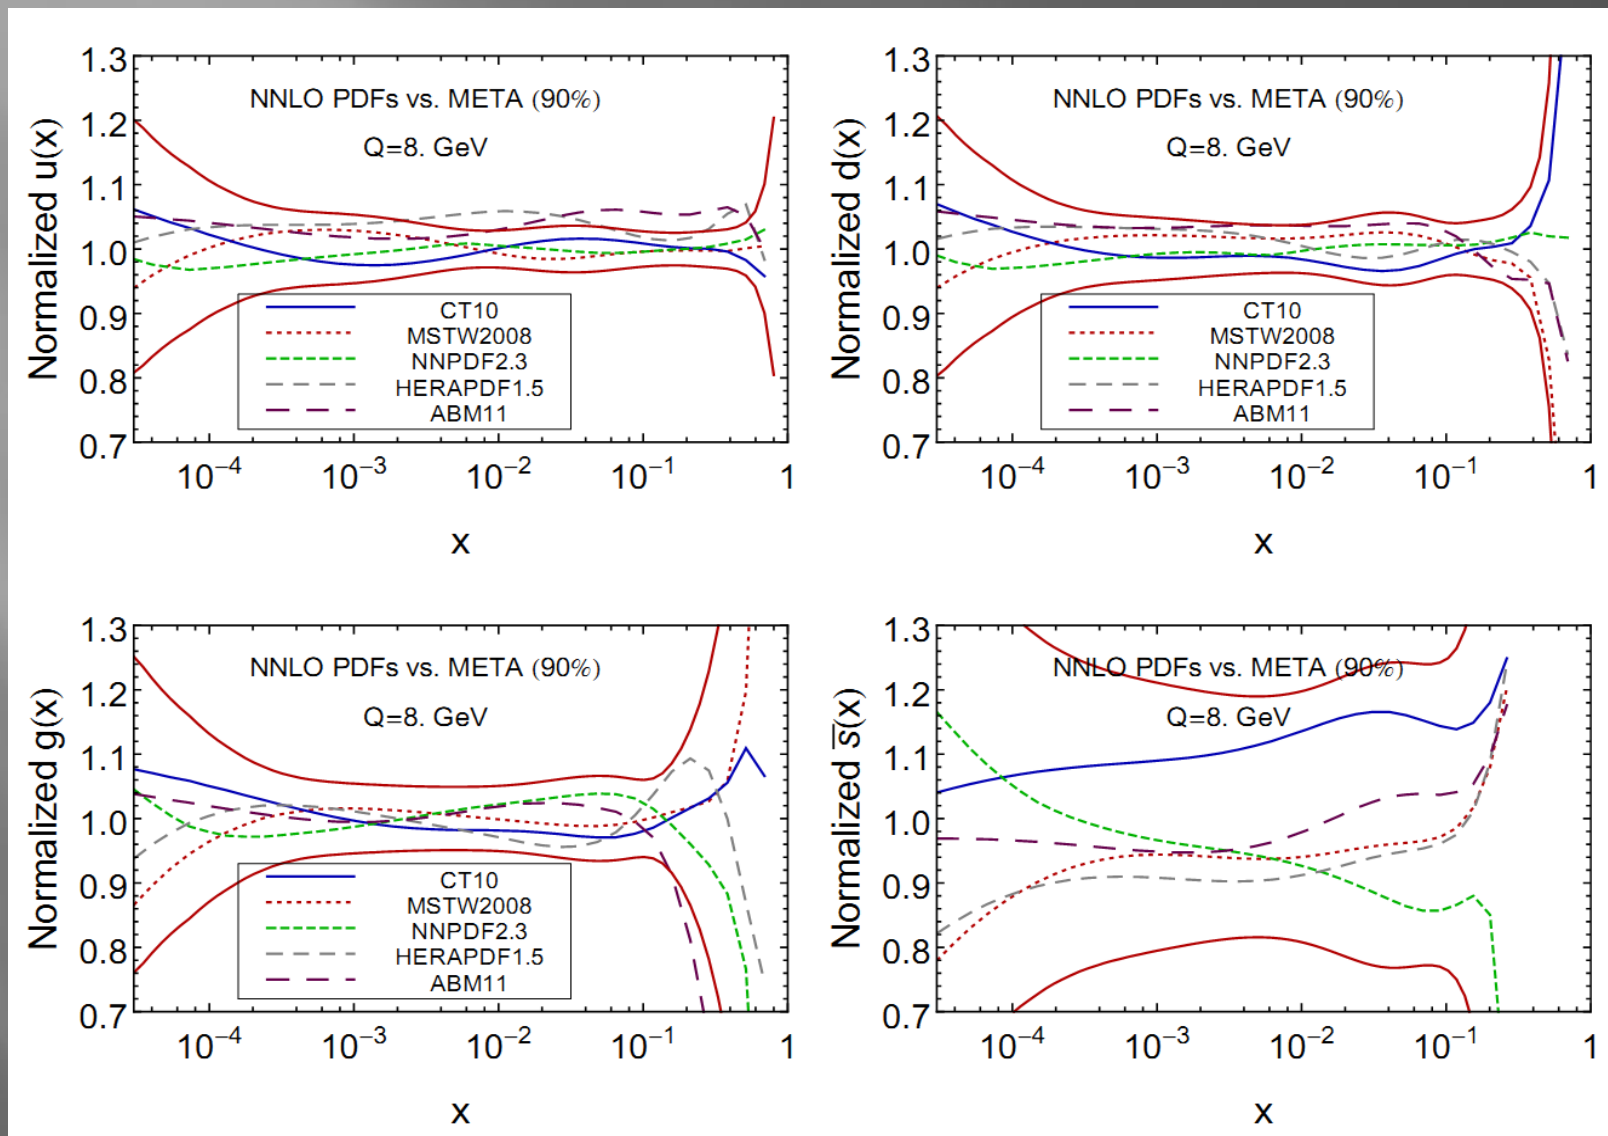 1.3
1.2
1.1
1.0
0.9
0.8
0.7
Normalized u(x)
NNLO PDFs vs. META (90%)
Q=8. GeV
CT10
MSTW2008
NNPDF2.3
HERAPDF1.5
ABM11
10⁻⁴ 10⁻³ 10⁻² 10⁻¹ 1
x
1.3
1.2
1.1
1.0
0.9
0.8
0.7
Normalized d(x)
NNLO PDFs vs. META (90%)
Q=8. GeV
CT10
MSTW2008
NNPDF2.3
HERAPDF1.5
ABM11
10⁻⁴ 10⁻³ 10⁻² 10⁻¹ 1
x
1.3
1.2
1.1
1.0
0.9
0.8
0.7
Normalized g(x)
NNLO PDFs vs. META (90%)
Q=8. GeV
CT10
MSTW2008
NNPDF2.3
HERAPDF1.5
ABM11
10⁻⁴ 10⁻³ 10⁻² 10⁻¹ 1
x
1.3
1.2
1.1
1.0
0.9
0.8
0.7
Normalized s̅(x)
NNLO PDFs vs. META (90%)
Q=8. GeV
10⁻⁴ 10⁻³ 10⁻² 10⁻¹ 1
x